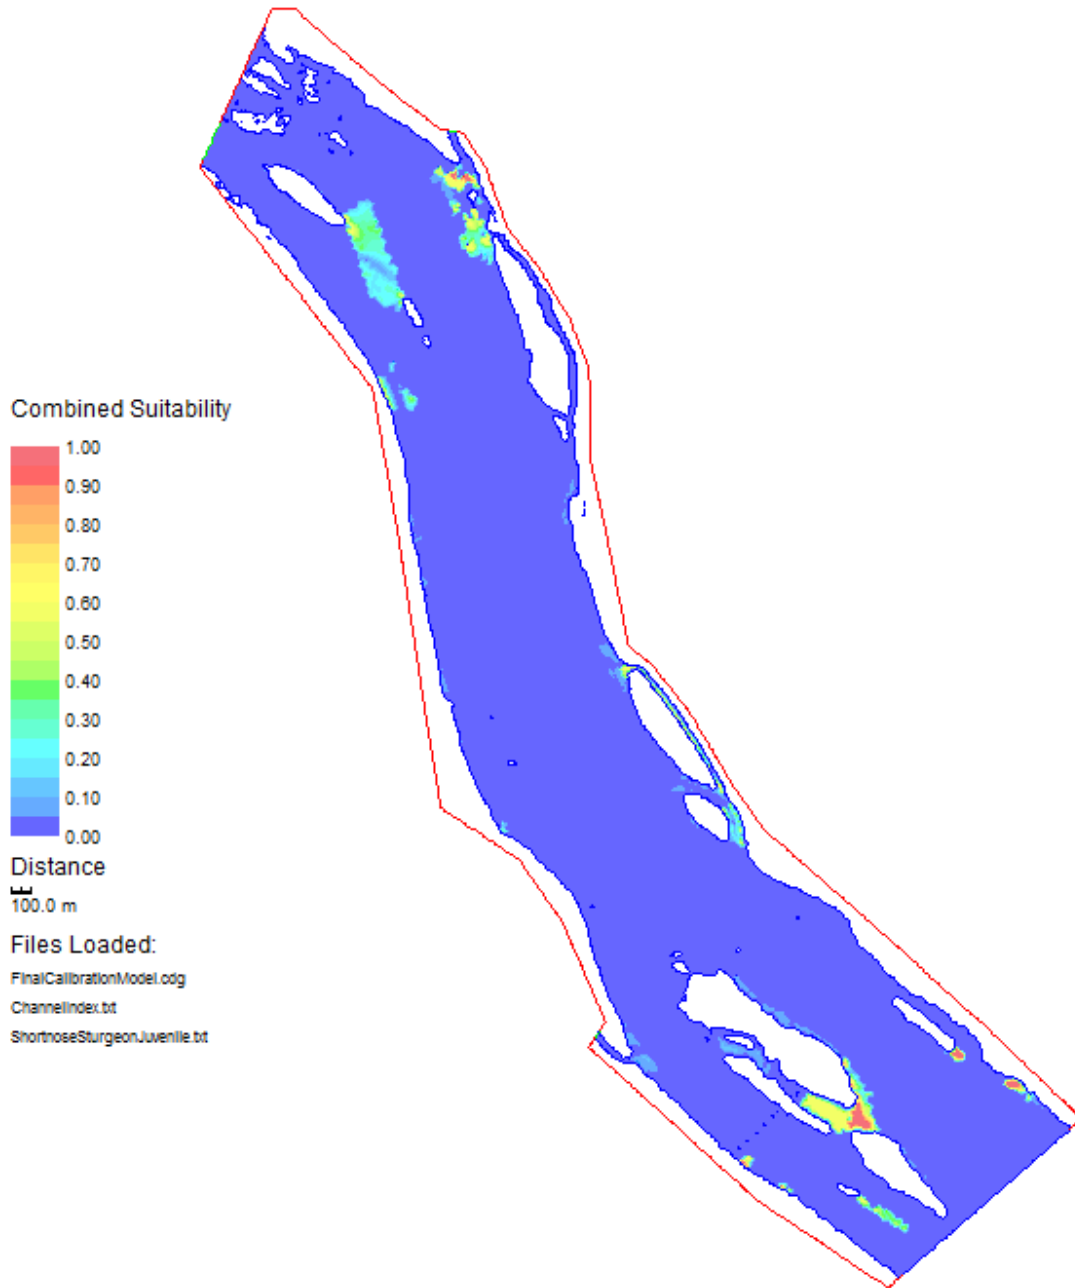 Combined Suitability
1.00
0.90
0.80
0.70
0.60
0.50
0.40
0.30
0.20
0.10
0.00
Distance
100.0 m
Files Loaded:
FinalCalibrationModel.cdg
ChannelIndex.txt
ShortnoseSturgeonJuvenile.txt